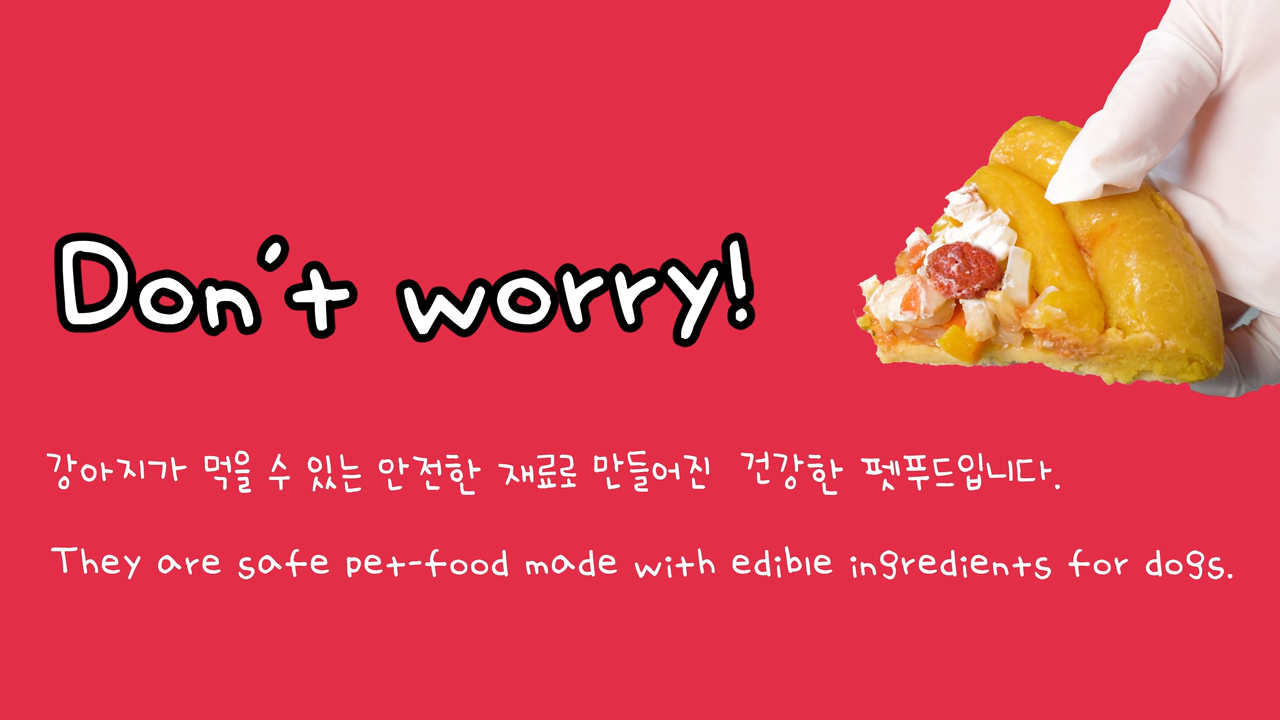 Don't worry!
강아지가 먹을 수 있는 안전한 재료로 만들어진 건강한 펫푸드입니다.
They are safe pet-food made with edible ingredients for dogs.